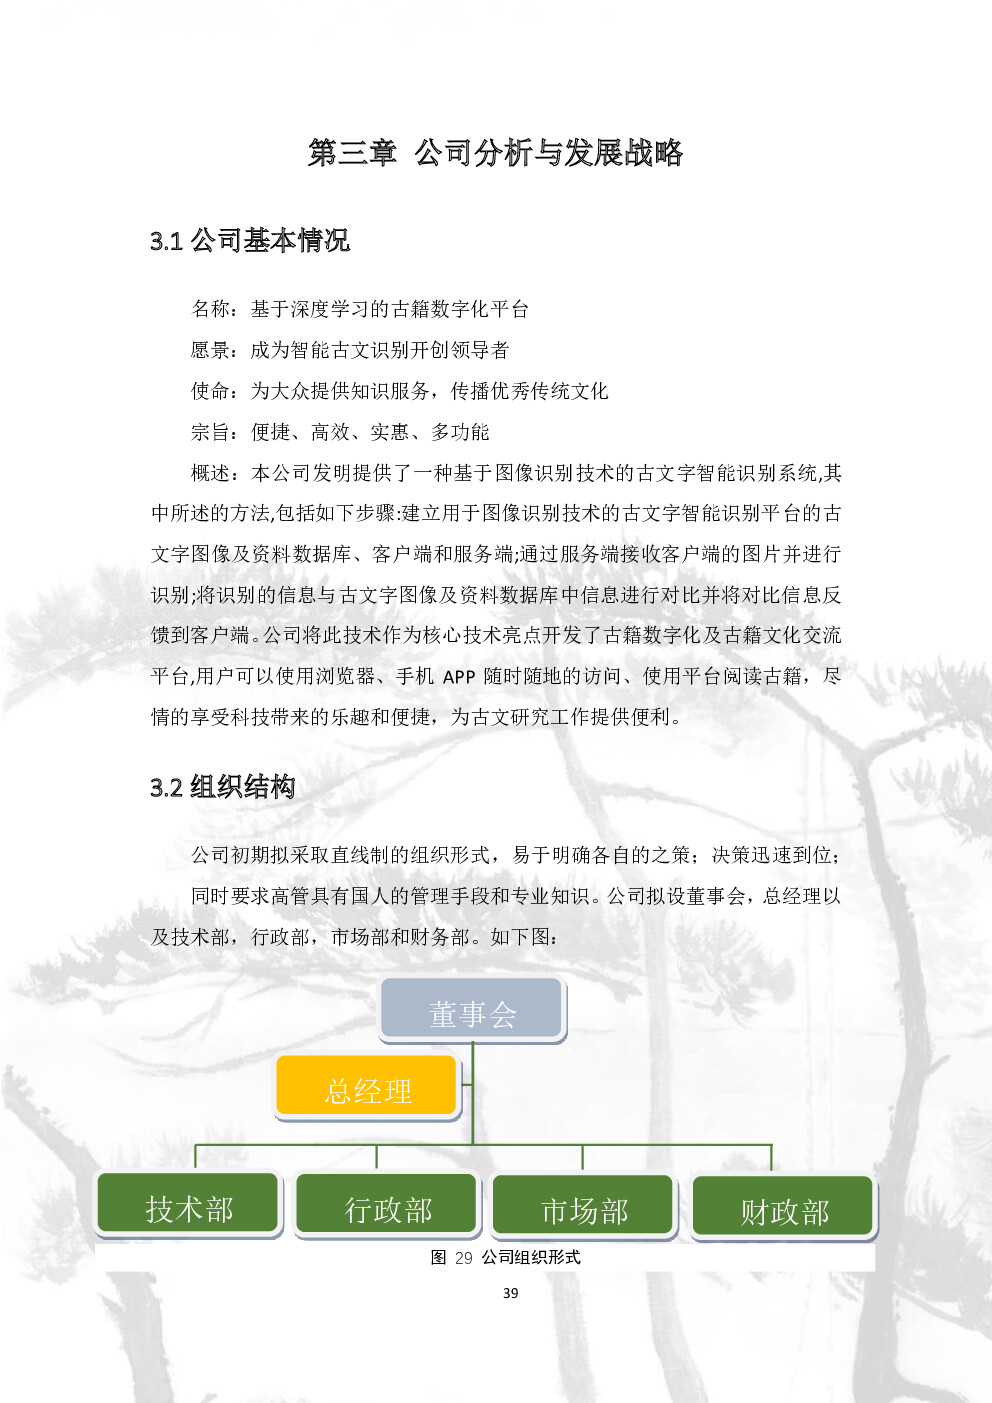 第三章 公司分析与发展战略
3.1 公司基本情况
名称：基于深度学习的古籍数字化平台
愿景：成为智能古文识别开创领导者
使命：为大众提供知识服务，传播优秀传统文化
宗旨：便捷、高效、实惠、多功能
概述：本公司发明提供了一种基于图像识别技术的古文字智能识别系统,其
中所述的方法,包括如下步骤:建立用于图像识别技术的古文字智能识别平台的古
文字图像及资料数据库、客户端和服务端;通过服务端接收客户端的图片并进行
识别;将识别的信息与古文字图像及资料数据库中信息进行对比并将对比信息反
馈到客户端。公司将此技术作为核心技术亮点开发了古籍数字化及古籍文化交流
平台,用户可以使用浏览器、手机 APP 随时随地的访问、使用平台阅读古籍，尽
情的享受科技带来的乐趣和便捷，为古文研究工作提供便利。
3.2 组织结构
公司初期拟采取直线制的组织形式，易于明确各自的之策；决策迅速到位；
同时要求高管具有国人的管理手段和专业知识。公司拟设董事会，总经理以
及技术部，行政部，市场部和财务部。如下图：
董事会
总经理
技术部 行政部 市场部 财政部
图 29 公司组织形式
39